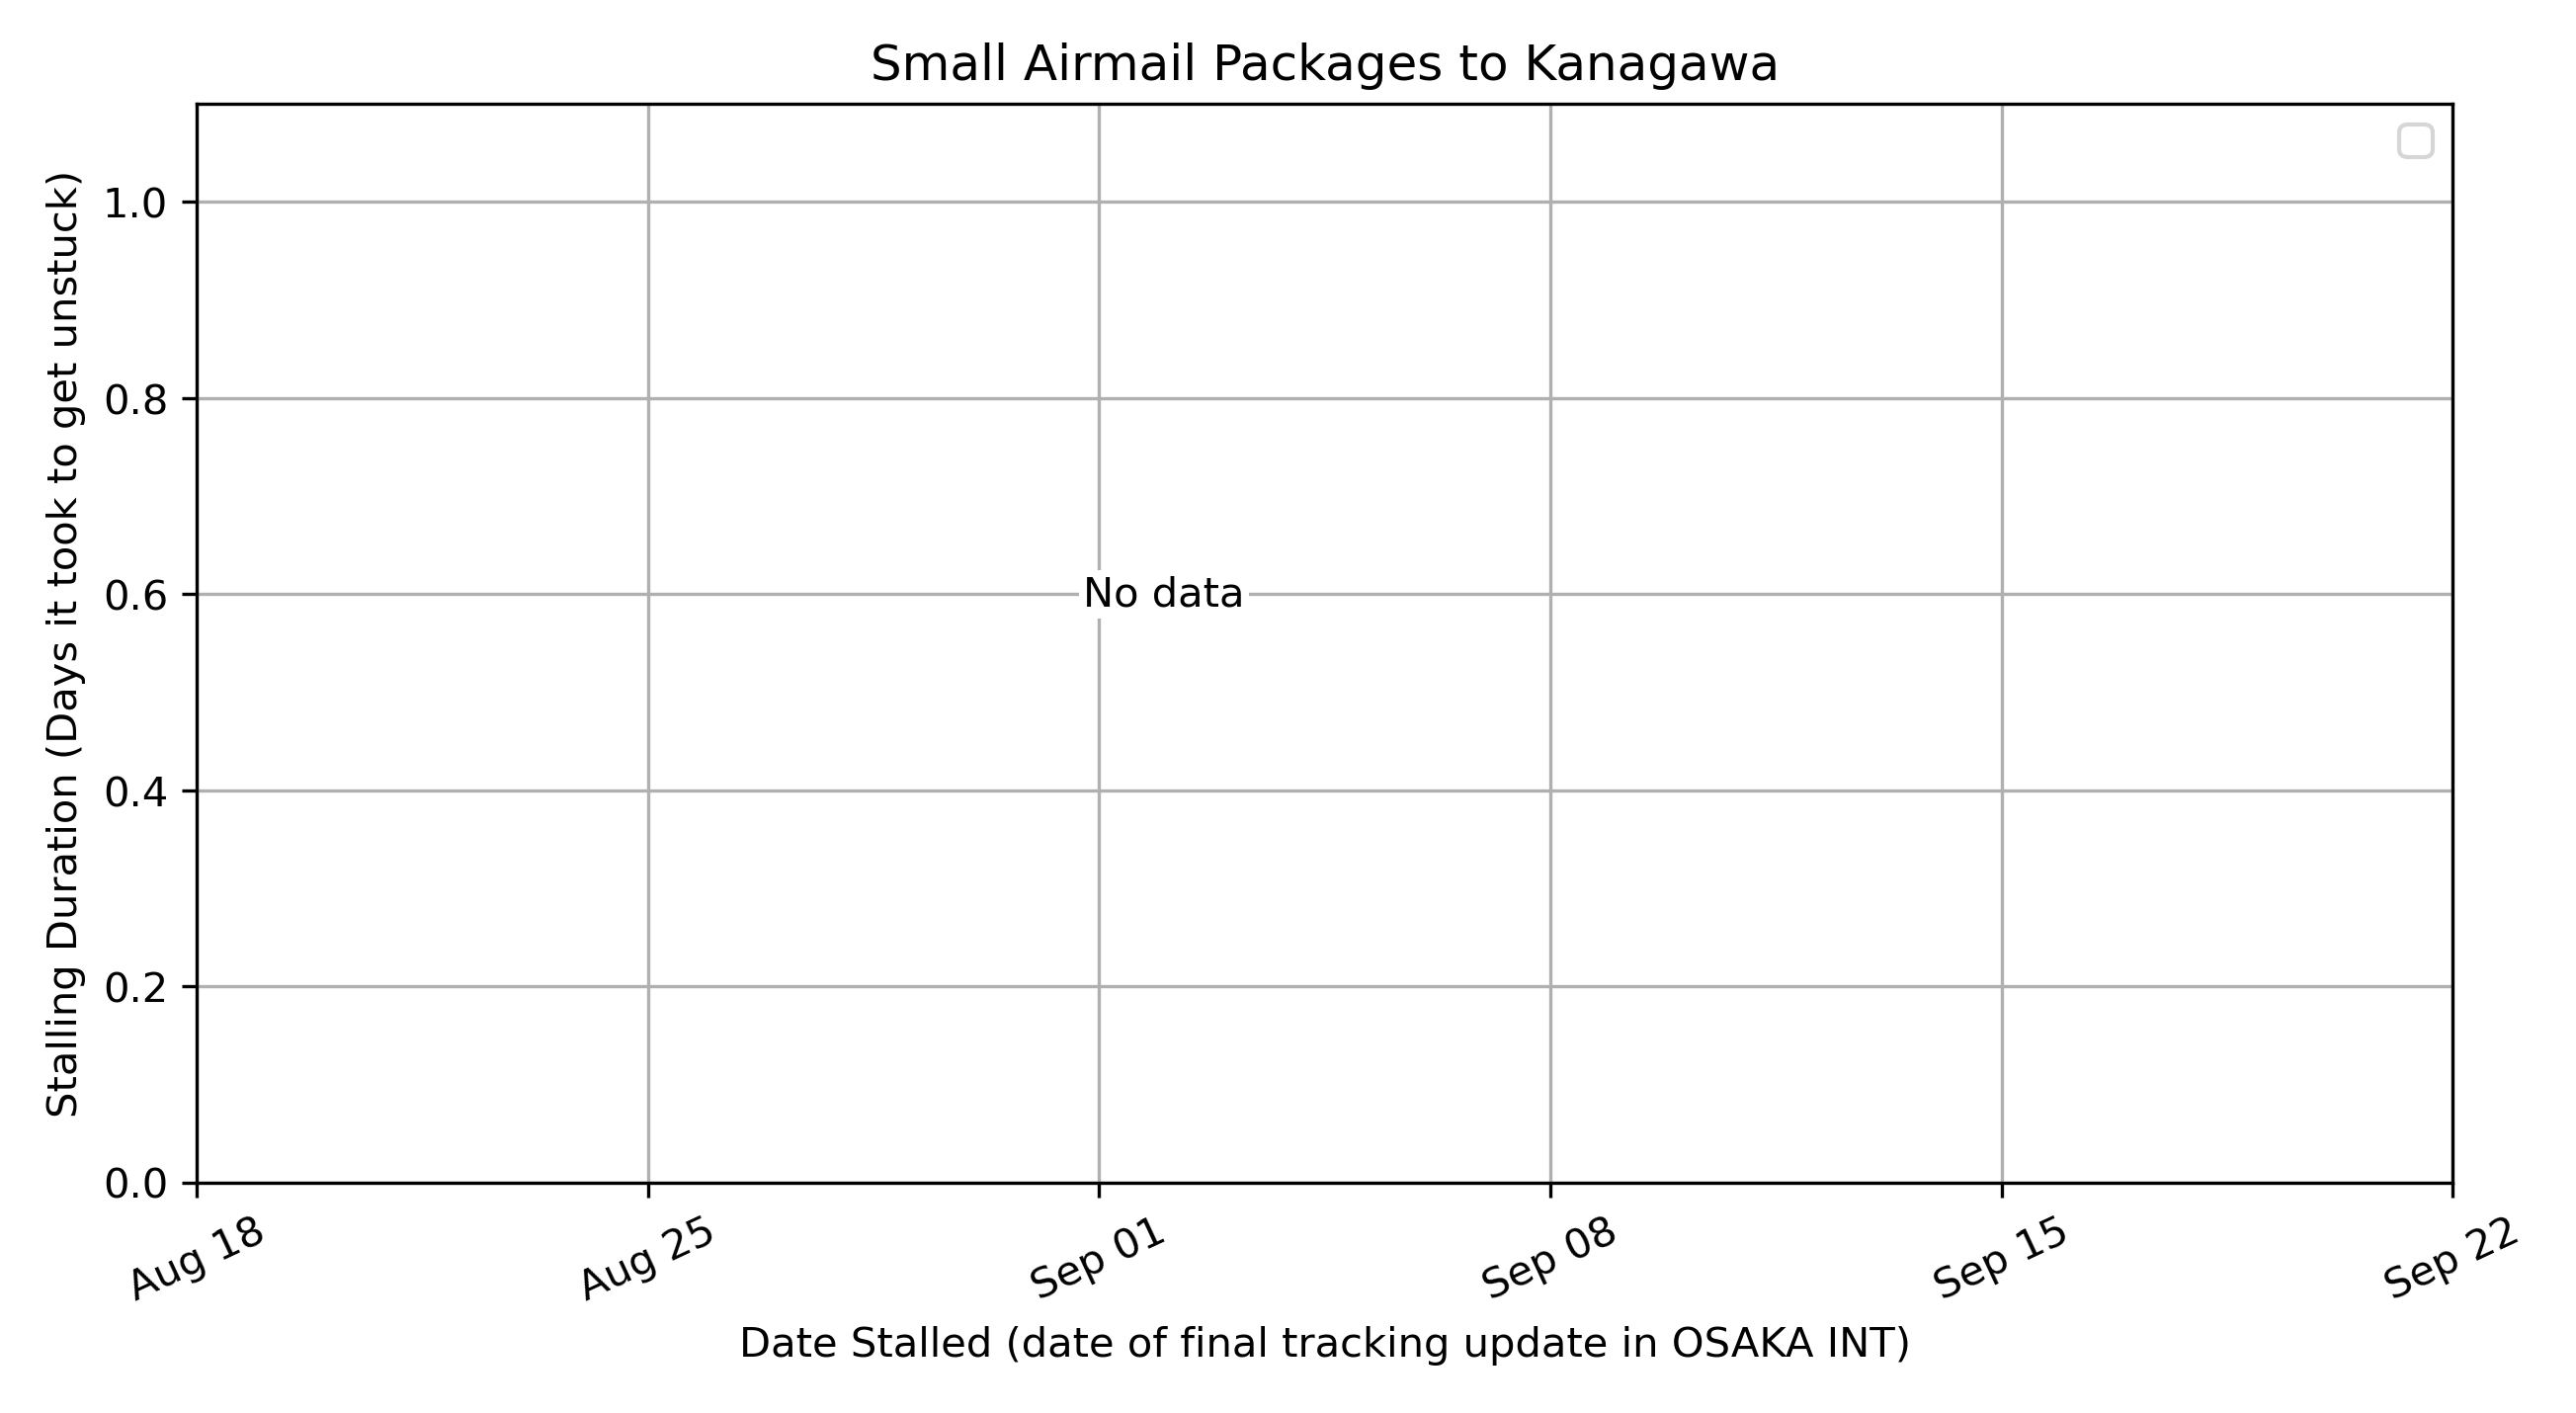 Small Airmail Packages to Kanagawa
Stalling Duration (Days it took to get unstuck)
1.0
0.8
0.6
0.4
0.2
0.0
No data
Aug 18
Aug 25
Sep 01
Sep 08
Sep 15
Sep 22
Date Stalled (date of final tracking update in OSAKA INT)